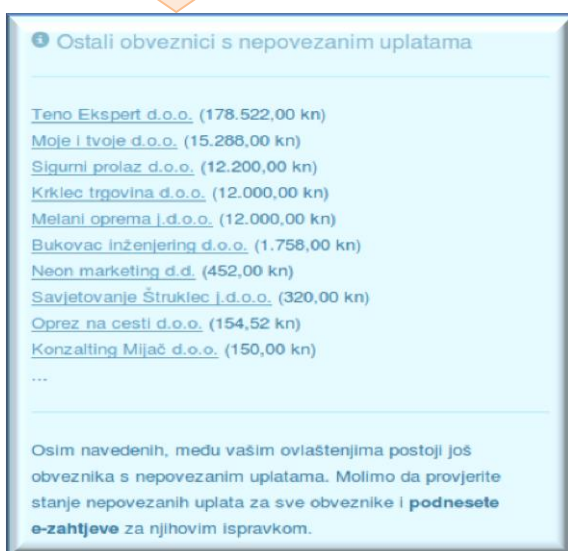 Ostali obveznici s nepovezanim uplatama
Teno Ekspert d.o.o. (178.522,00 kn)
Moje i tvoje d.o.o. (15.288,00 kn)
Sigurni prolaz d.o.o. (12.200,00 kn)
Krklec trgovina d.o.o. (12.000,00 kn)
Melani oprema j.d.o.o. (12.000,00 kn)
Bukovac inženjering d.o.o. (1.758,00 kn)
Neon marketing d.d. (452,00 kn)
Savjetovanje Štruklec j.d.o.o. (320,00 kn)
Oprez na cesti d.o.o. (154,52 kn)
Konzalting Mijač d.o.o. (150,00 kn)
...
Osim navedenih, među vašim ovlaštenjima postoji još
obveznika s nepovezanim uplatama. Molimo da provjerite
stanje nepovezanih uplata za sve obveznike i podnesete
e-zahtjeve za njihovim ispravkom.